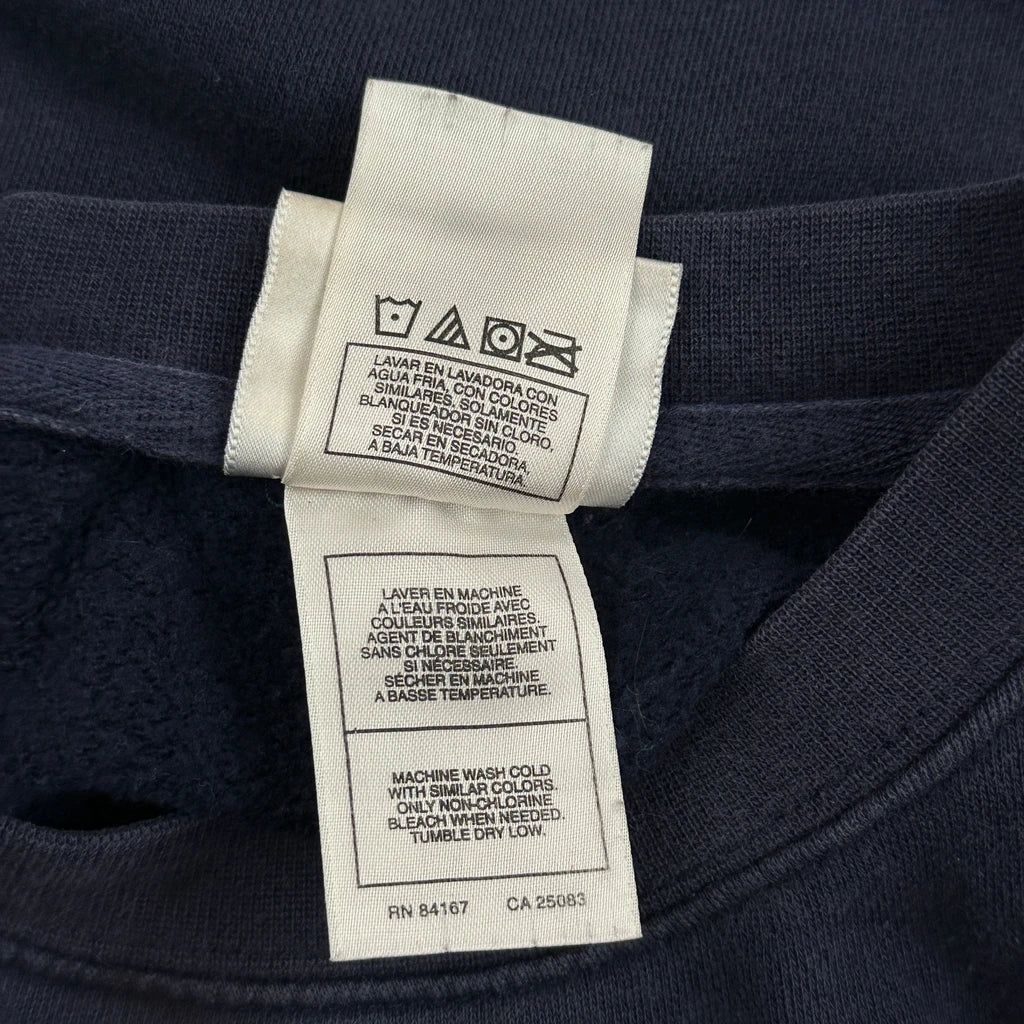 LAVAR EN LAVADORA CON
AGUA FRIA, CON COLORES
SIMILARES, SOLAMENTE
BLANQUEADOR SIN CLORO,
SI ES NECESARIO.
SECAR EN SECADORA
A BAJA TEMPERATURA.
LAVER EN MACHINE
A L'EAU FROIDE AVEC
COULEURS SIMILAIRES.
AGENT DE BLANCHIMENT
SANS CHLORE SEULEMENT
SI NÉCESSAIRE.
SÉCHER EN MACHINE
A BASSE TEMPERATURE.
MACHINE WASH COLD
WITH SIMILAR COLORS.
ONLY NON-CHLORINE
BLEACH WHEN NEEDED.
TUMBLE DRY LOW.
RN 84167 CA 25083